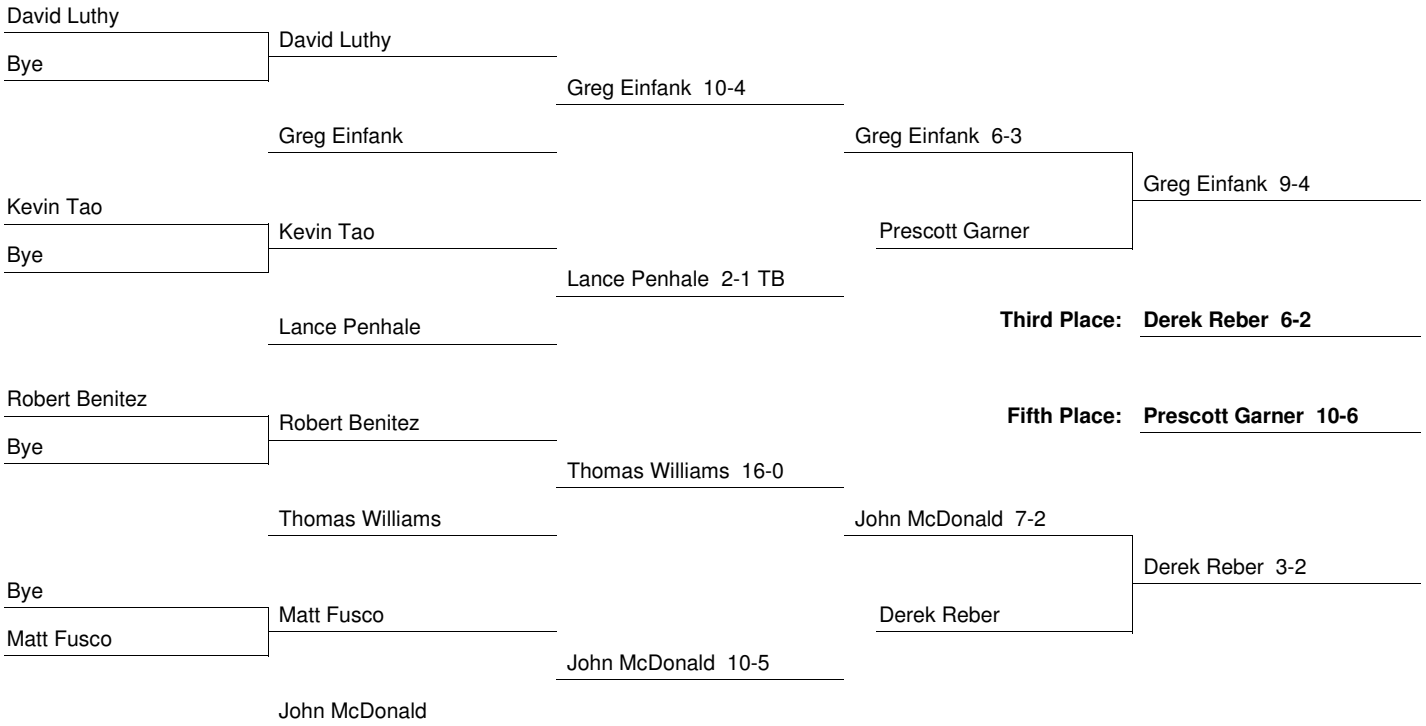 David Luthy
David Luthy
Bye
Greg Einfank 10-4
Greg Einfank
Greg Einfank 6-3
Greg Einfank 9-4
Kevin Tao
Kevin Tao
Prescott Garner
Bye
Lance Penhale 2-1 TB
Lance Penhale
Third Place: Derek Reber 6-2
Robert Benitez
Robert Benitez
Fifth Place: Prescott Garner 10-6
Bye
Thomas Williams 16-0
Thomas Williams
John McDonald 7-2
Derek Reber 3-2
Bye
Matt Fusco
Derek Reber
Matt Fusco
John McDonald 10-5
John McDonald